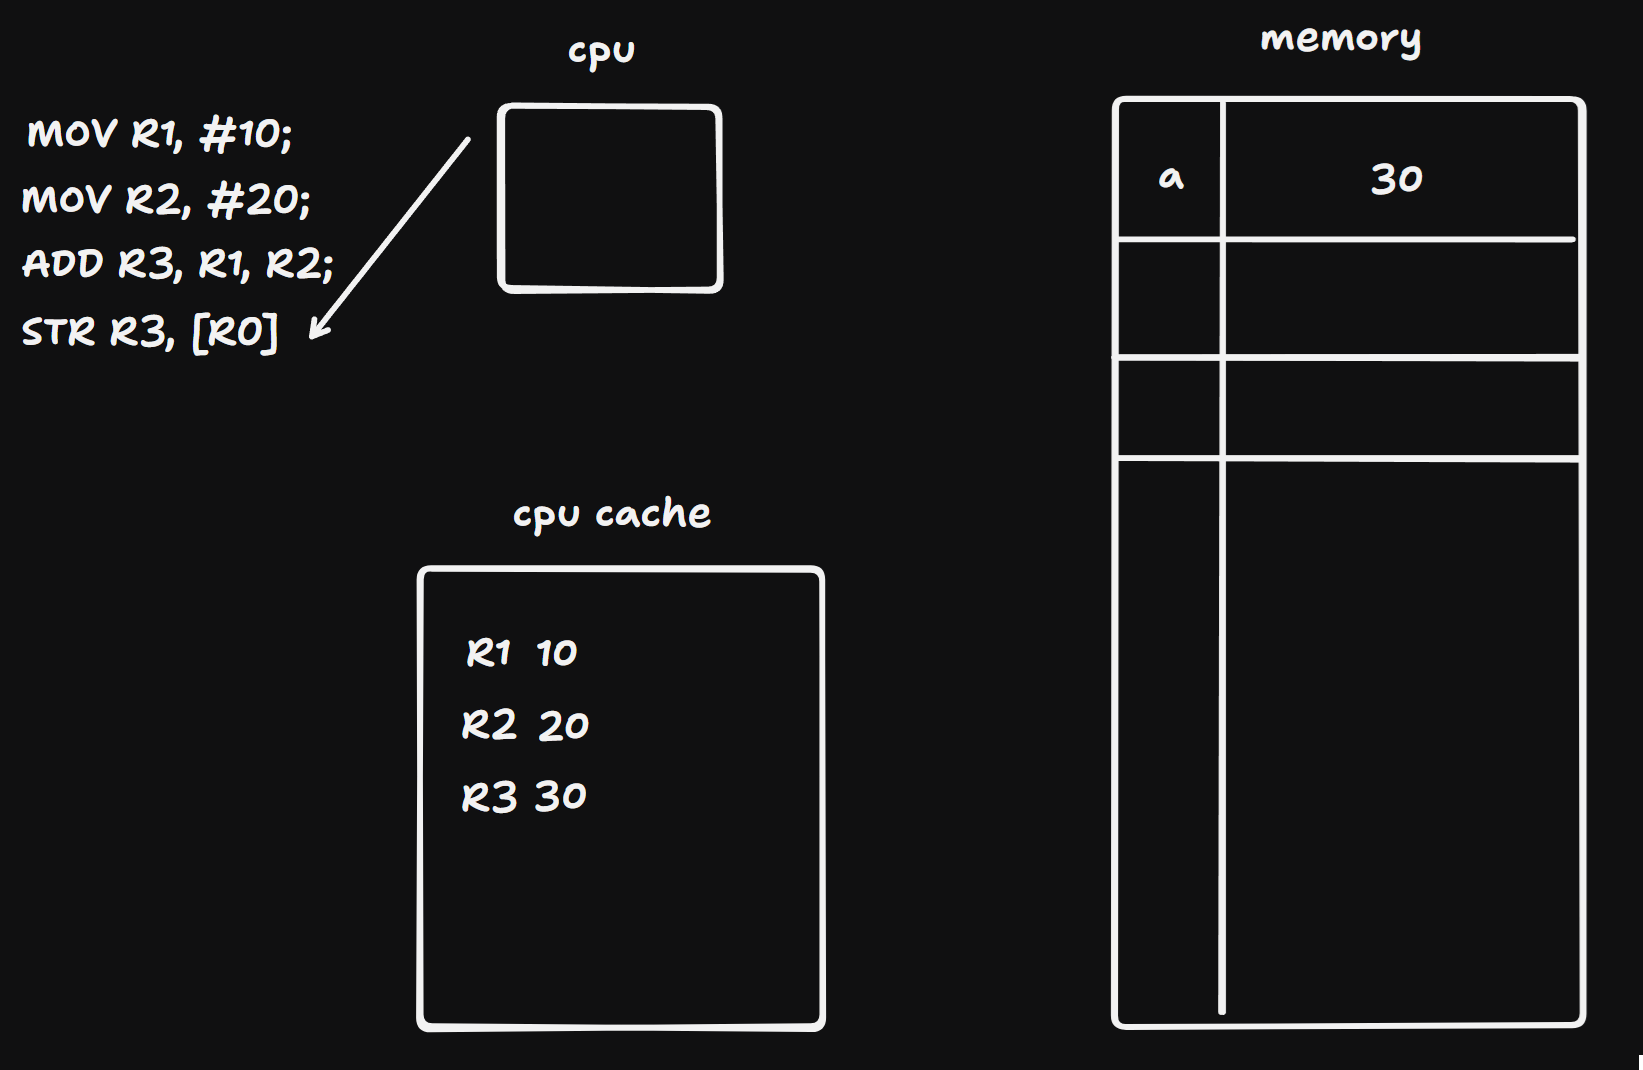 cpu
memory
MOV R1, #10;
MOV R2, #20;
ADD R3, R1, R2;
STR R3, [R0]
a 30
cpu cache
R1 10
R2 20
R3 30